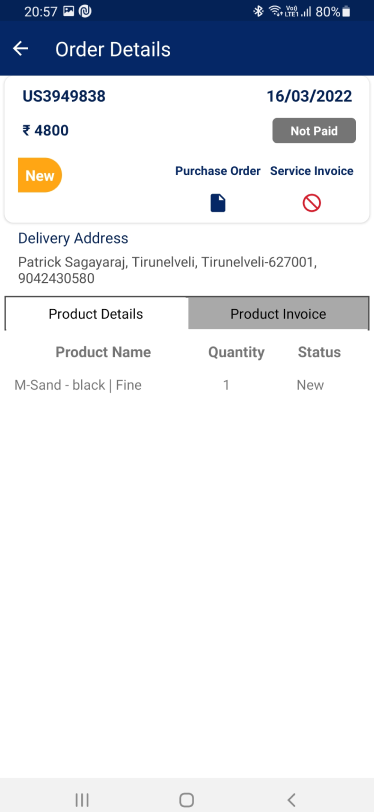 20:57 Vo) LTE1 80%
Order Details
US3949838 16/03/2022
₹ 4800 Not Paid
New Purchase Order Service Invoice
Delivery Address
Patrick Sagayaraj, Tirunelveli, Tirunelveli-627001,
9042430580
Product Details Product Invoice
Product Name Quantity Status
M-Sand - black | Fine 1 New